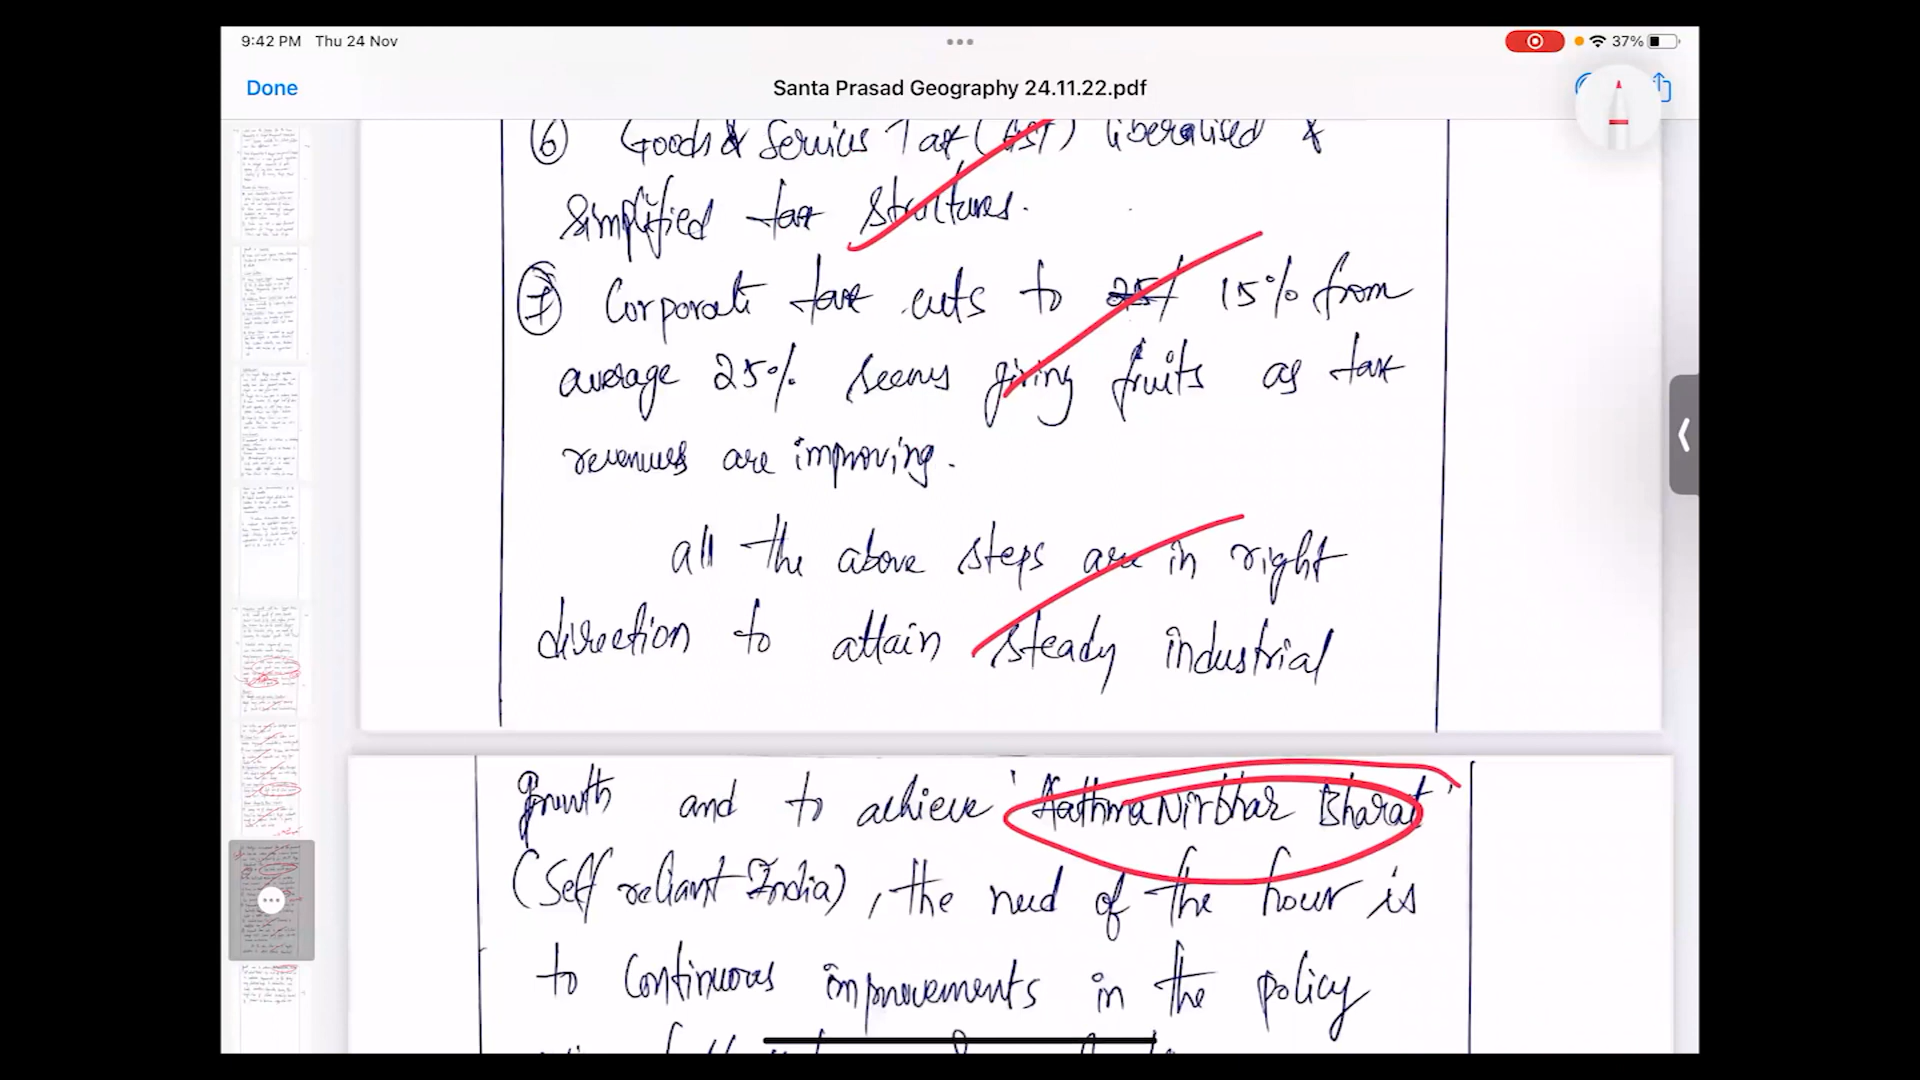 9:42 PM Thu 24 Nov
37%
Done
Santa Prasad Geography 24.11.22.pdf
6 Goods & Services Tax (GST) liberalised &
simplified tax structures.
7 Corporate tax cuts to 25% 15% from
average 25% seems giving fruits as tax
revenues are improving.
all the above steps are in right
direction to attain steady industrial
growth and to achieve 'AathmaNirbhar Bharat'
(Self reliant India), the need of the hour is
to continuous improvements in the policy